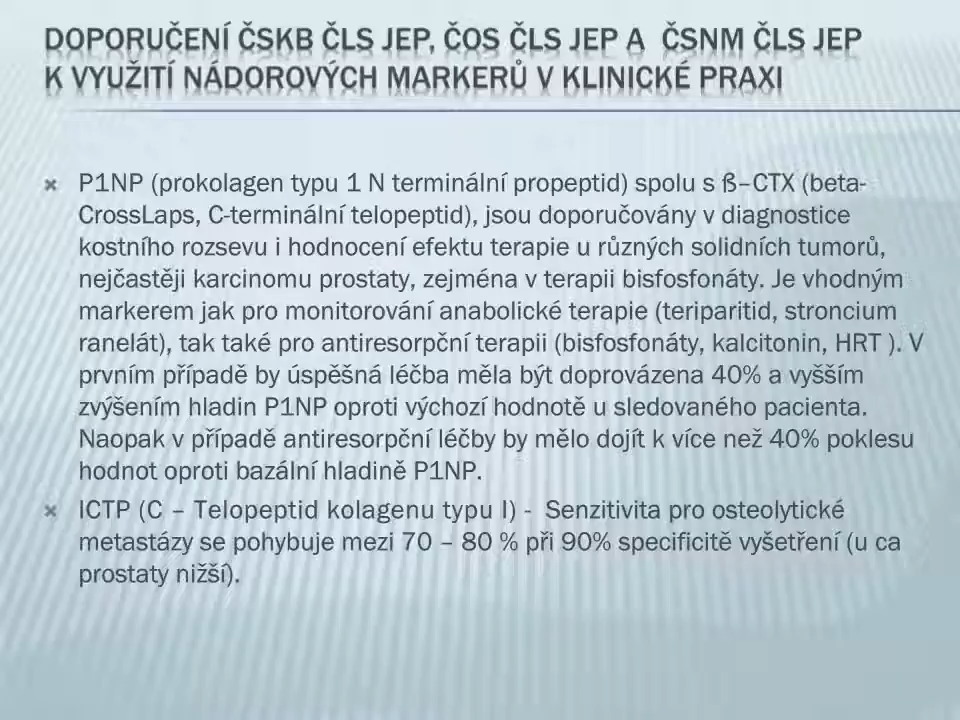 DOPORUČENÍ ČSKB ČLS JEP, ČOS ČLS JEP A ČSNM ČLS JEP
K VYUŽITÍ NÁDOROVÝCH MARKERŮ V KLINICKÉ PRAXI
P1NP (prokolagen typu 1 N terminální propeptid) spolu s ß–CTX (beta-
CrossLaps, C-terminální telopeptid), jsou doporučovány v diagnostice
kostního rozsevu i hodnocení efektu terapie u různých solidních tumorů,
nejčastěji karcinomu prostaty, zejména v terapii bisfosfonáty. Je vhodným
markerem jak pro monitorování anabolické terapie (teriparitid, stroncium
ranelát), tak také pro antiresorpční terapii (bisfosfonáty, kalcitonin, HRT ). V
prvním případě by úspěšná léčba měla být doprovázena 40% a vyšším
zvýšením hladin P1NP oproti výchozí hodnotě u sledovaného pacienta.
Naopak v případě antiresorpční léčby by mělo dojít k více než 40% poklesu
hodnot oproti bazální hladině P1NP.
ICTP (C – Telopeptid kolagenu typu I) - Senzitivita pro osteolytické
metastázy se pohybuje mezi 70 – 80 % při 90% specificitě vyšetření (u ca
prostaty nižší).